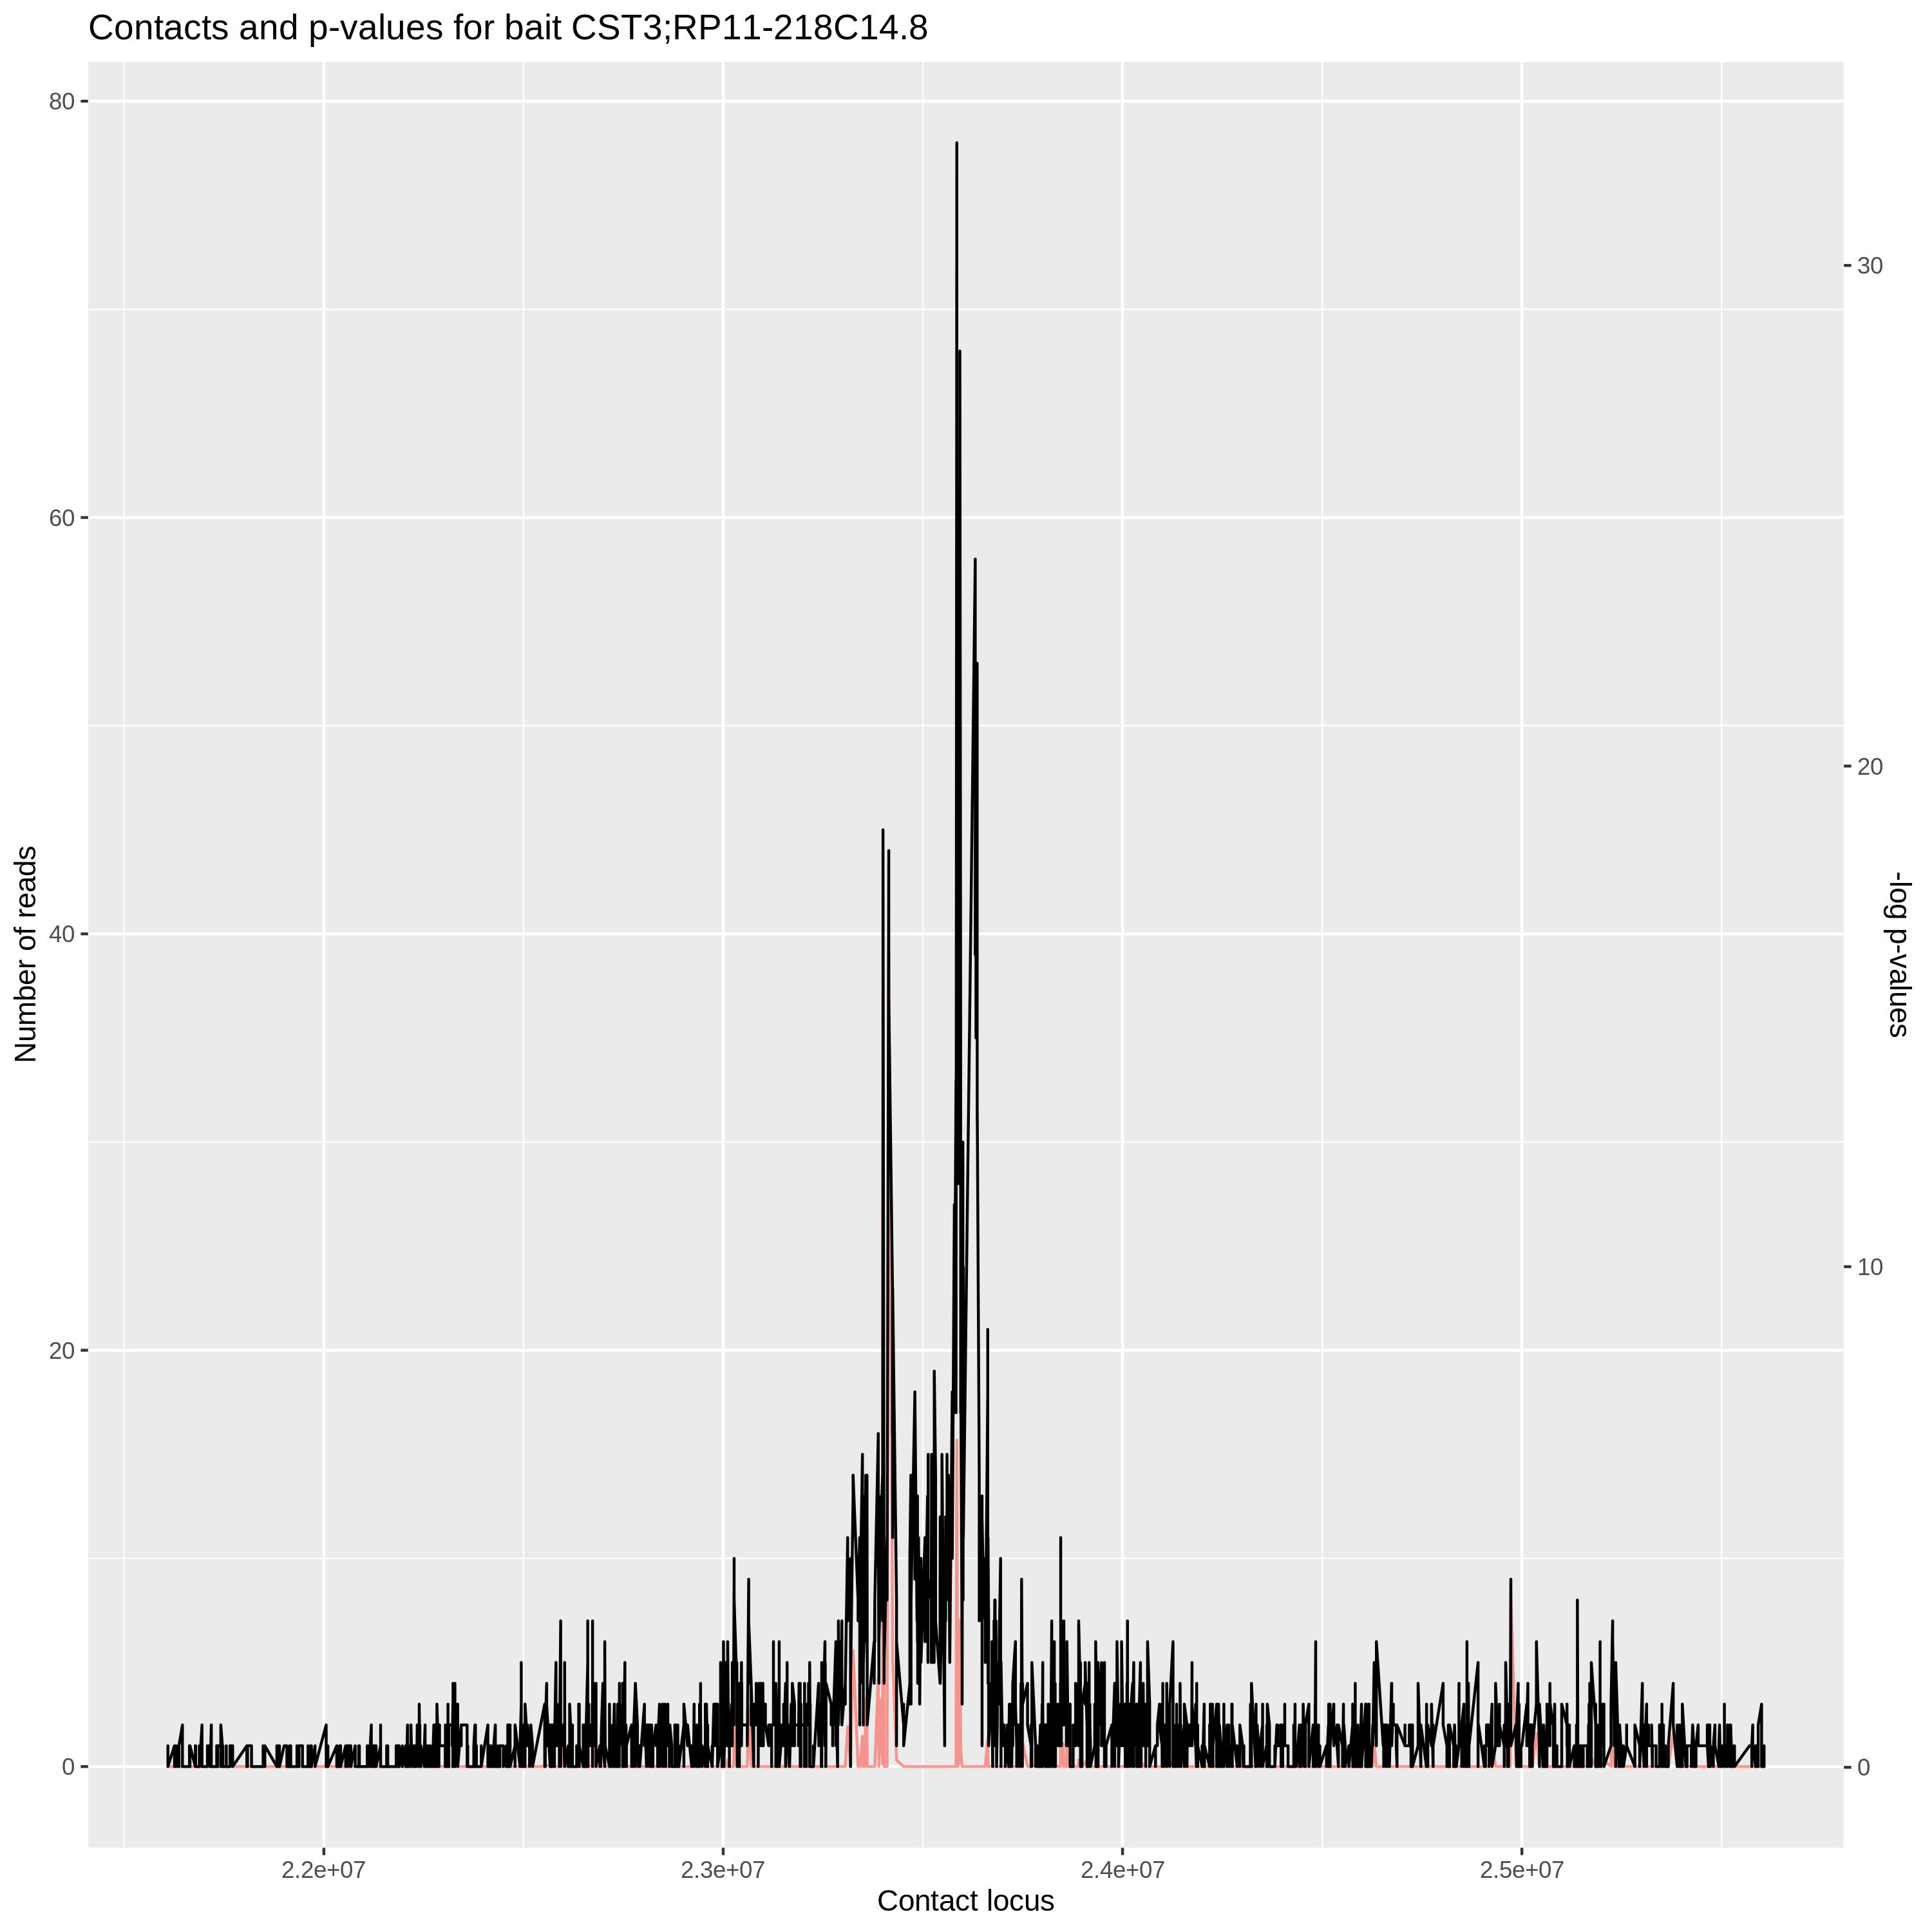 Contacts and p-values for bait CST3;RP11-218C14.8
80
60
40
20
0
30
20
10
0
Number of reads
-log p-values
2.2e+07
2.3e+07
2.4e+07
2.5e+07
Contact locus